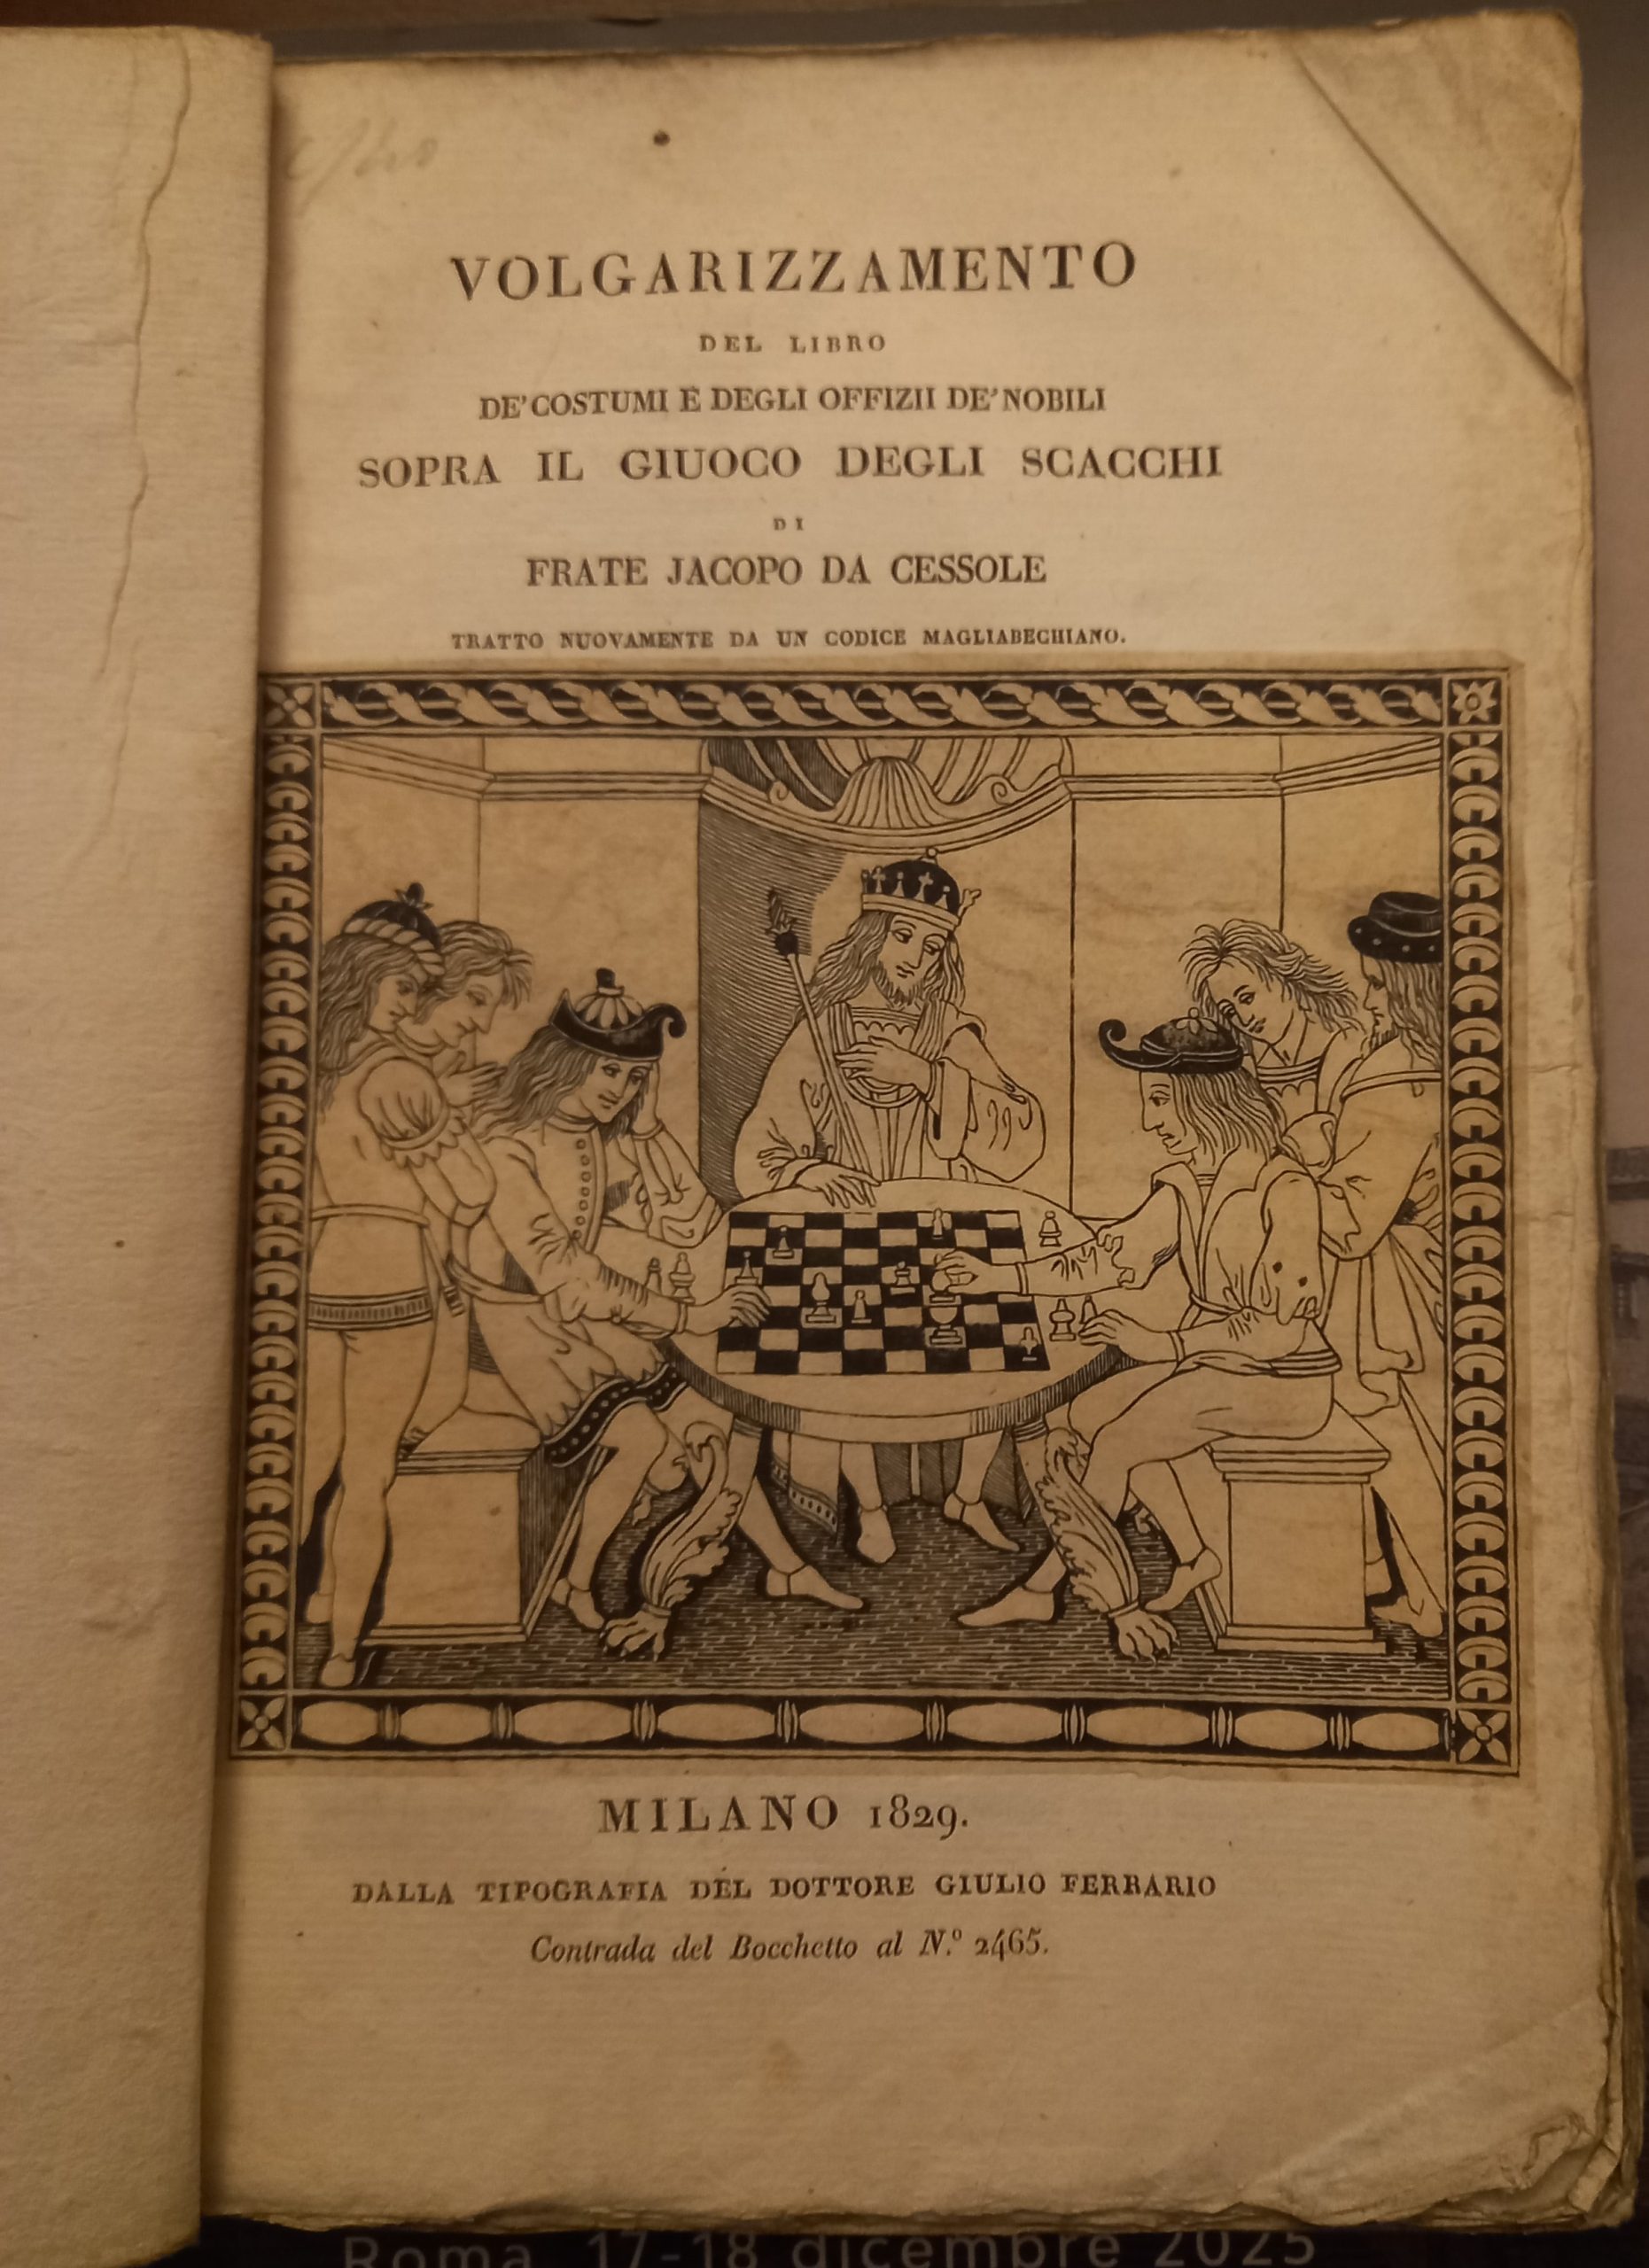 VOLGARIZZAMENTO
DEL LIBRO
DE' COSTUMI E DEGLI OFFIZII DE' NOBILI
SOPRA IL GIUOCO DEGLI SCACCHI
DI
FRATE JACOPO DA CESSOLE
TRATTO NUOVAMENTE DA UN CODICE MAGLIABECHIANO.
MILANO 1829.
DALLA TIPOGRAFIA DEL DOTTORE GIULIO FERRARIO
Contrada del Bocchetto al N.º 2465.
Roma, 17-18 dicembre 2025